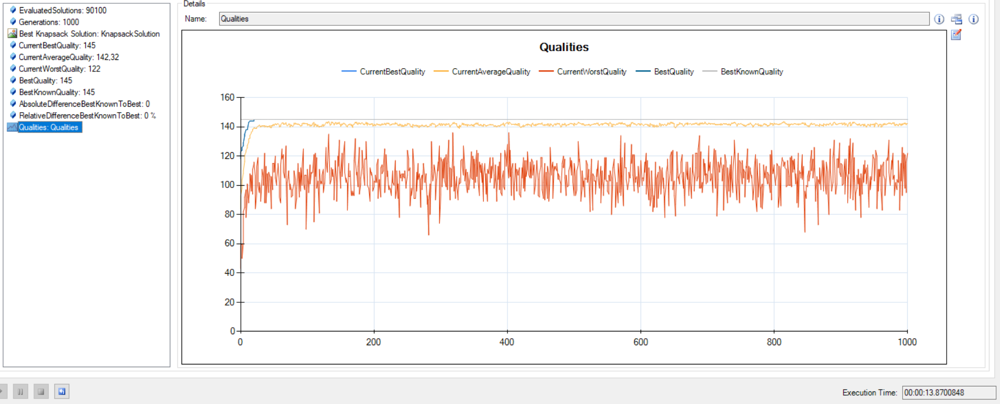 EvaluatedSolutions: 90100
Generations: 1000
Best Knapsack Solution: KnapsackSolution
CurrentBestQuality: 145
CurrentAverageQuality: 142,32
CurrentWorstQuality: 122
BestQuality: 145
BestKnownQuality: 145
AbsoluteDifferenceBestKnownToBest: 0
RelativeDifferenceBestKnownToBest: 0 %
Qualities: Qualities
Details
Name: Qualities
Qualities
CurrentBestQuality CurrentAverageQuality CurrentWorstQuality BestQuality BestKnownQuality
160
140
120
100
80
60
40
20
0
0 200 400 600 800 1000
Execution Time: 00:00:13.8700848